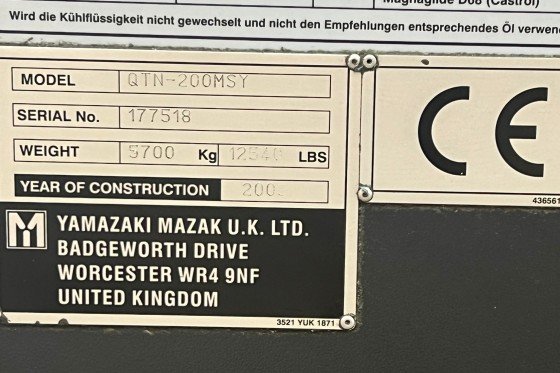 Magnaglide D68 (Castrol)
Wird die Kühlflüssigkeit nicht gewechselt und nicht den Empfehlungen entsprechendes Öl
MODEL QTN-200MSY
SERIAL No. 177518
WEIGHT 5700 Kg 12540 LBS
YEAR OF CONSTRUCTION
CE
436561
YAMAZAKI MAZAK U.K. LTD.
BADGEWORTH DRIVE
WORCESTER WR4 9NF
UNITED KINGDOM
3521 YUK 1871